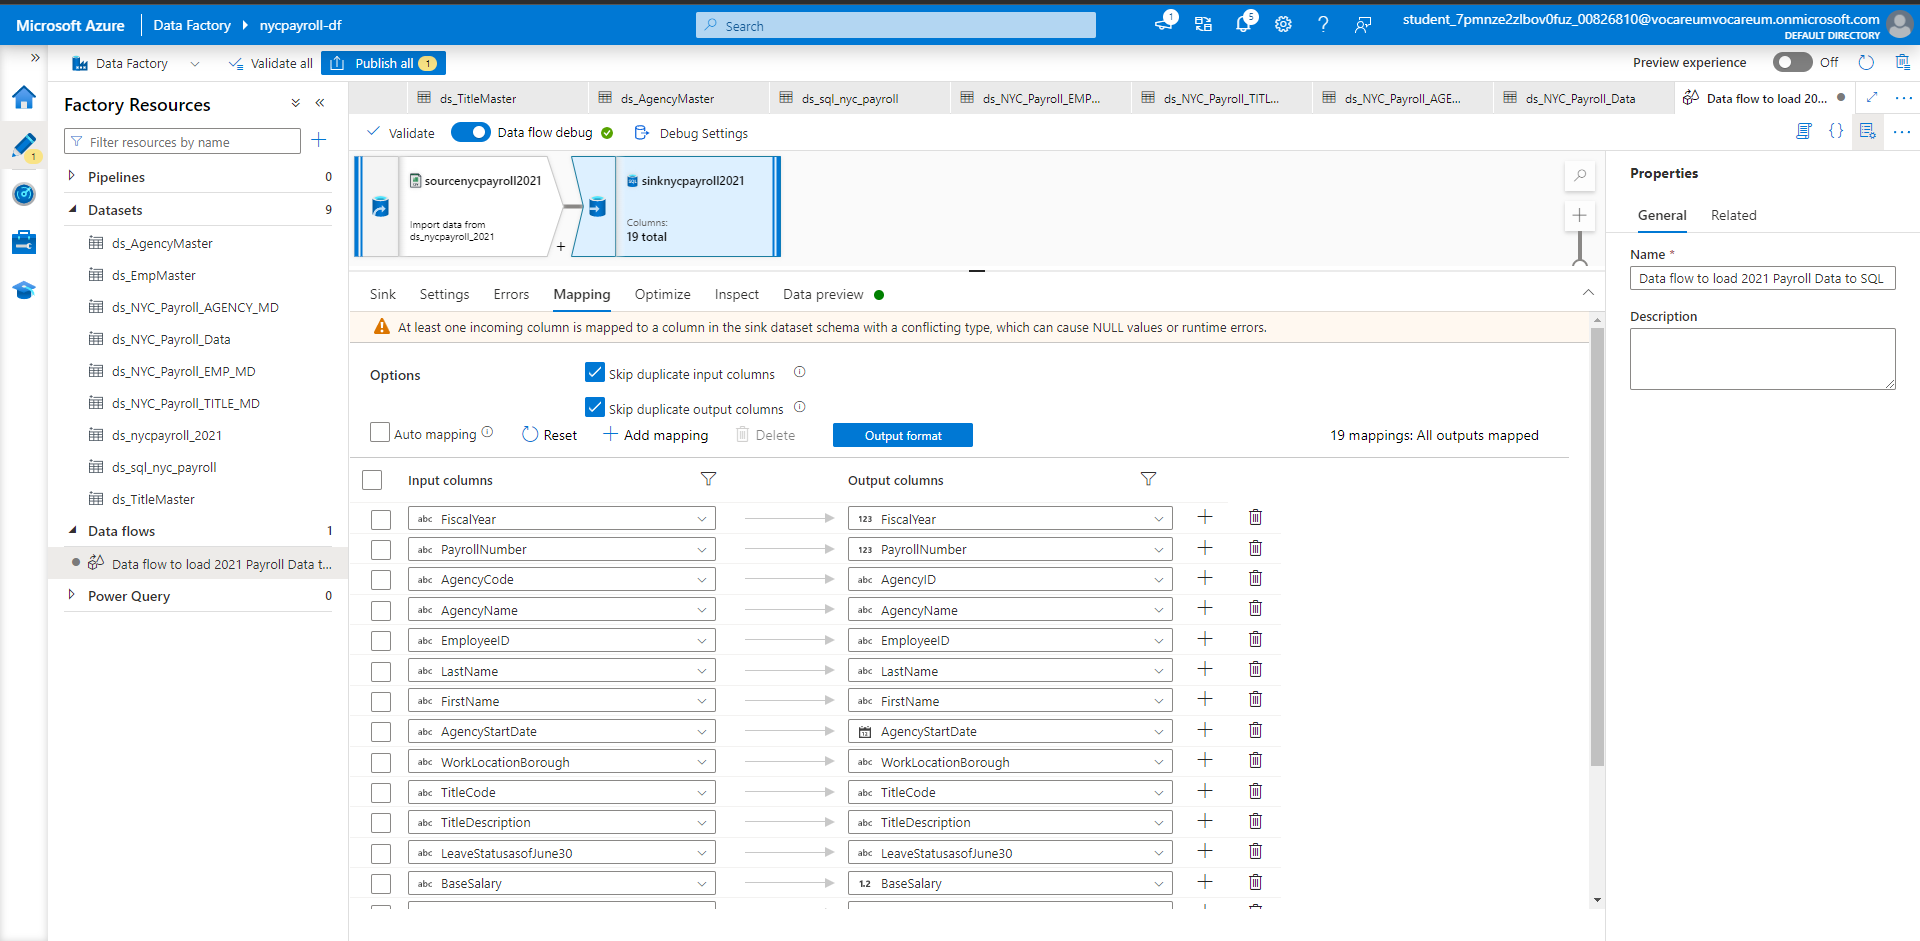 Microsoft Azure
Data Factory
nycpayroll-df
Search
1
5
student_7pmnze2zlbov0fuz_00826810@vocareumvocareum.onmicrosoft.com
DEFAULT DIRECTORY
Data Factory
Validate all
Publish all 1
Preview experience
Off
Factory Resources
Filter resources by name
1
Pipelines 0
Datasets 9
ds_AgencyMaster
ds_EmpMaster
ds_NYC_Payroll_AGENCY_MD
ds_NYC_Payroll_Data
ds_NYC_Payroll_EMP_MD
ds_NYC_Payroll_TITLE_MD
ds_nycpayroll_2021
ds_sql_nyc_payroll
ds_TitleMaster
Data flows 1
Data flow to load 2021 Payroll Data t...
Power Query 0
ds_TitleMaster
ds_AgencyMaster
ds_sql_nyc_payroll
ds_NYC_Payroll_EMP...
ds_NYC_Payroll_TITL...
ds_NYC_Payroll_AGE...
ds_NYC_Payroll_Data
Data flow to load 20...
Validate
Data flow debug
Debug Settings
sourcenycpayroll2021
Import data from
ds_nycpayroll_2021
+
sinknycpayroll2021
Columns:
19 total
Sink
Settings
Errors
Mapping
Optimize
Inspect
Data preview
At least one incoming column is mapped to a column in the sink dataset schema with a conflicting type, which can cause NULL values or runtime errors.
Options
Skip duplicate input columns
Skip duplicate output columns
Auto mapping
Reset
Add mapping
Delete
Output format
19 mappings: All outputs mapped
Input columns
Output columns
abc FiscalYear
123 FiscalYear
abc PayrollNumber
123 PayrollNumber
abc AgencyCode
abc AgencyID
abc AgencyName
abc AgencyName
abc EmployeeID
abc EmployeeID
abc LastName
abc LastName
abc FirstName
abc FirstName
abc AgencyStartDate
AgencyStartDate
abc WorkLocationBorough
abc WorkLocationBorough
abc TitleCode
abc TitleCode
abc TitleDescription
abc TitleDescription
abc LeaveStatusasofJune30
abc LeaveStatusasofJune30
abc BaseSalary
1.2 BaseSalary
Properties
General
Related
Name *
Data flow to load 2021 Payroll Data to SQL
Description